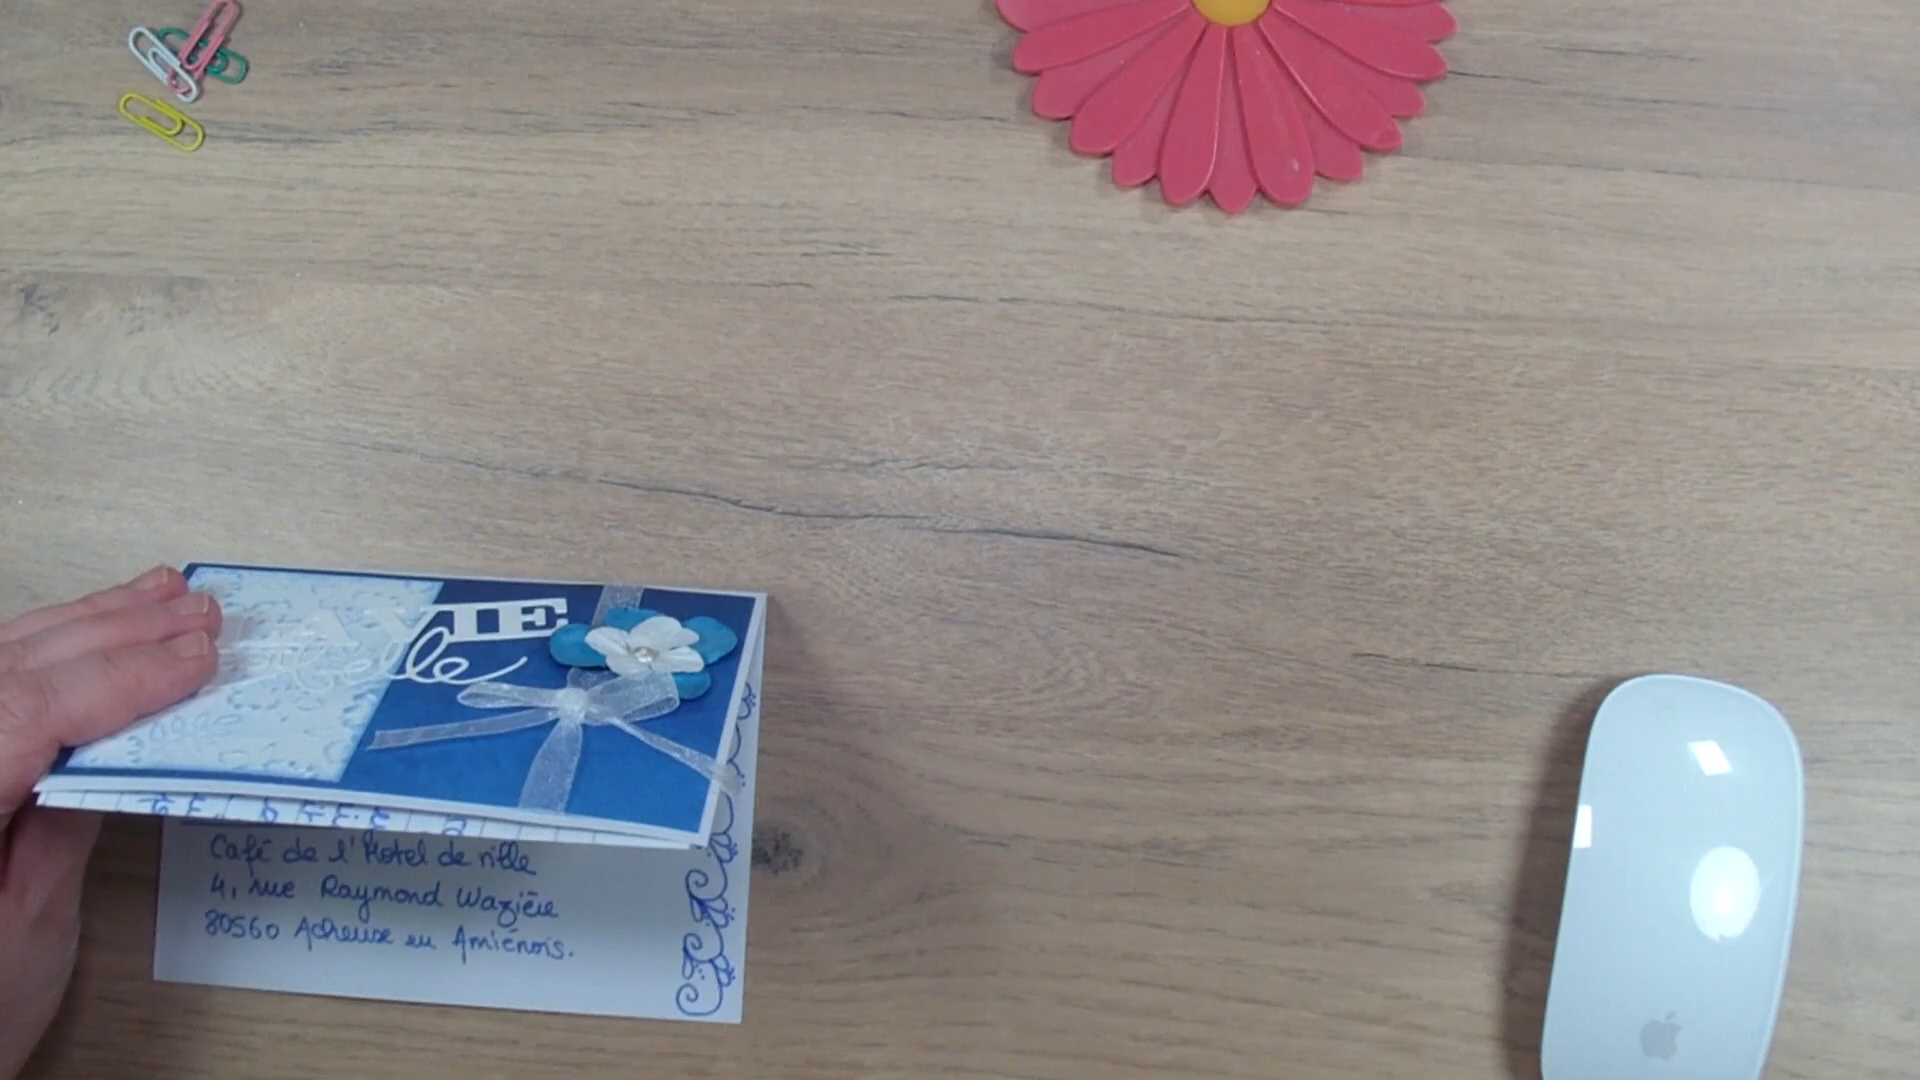 LA VIE
est belle
Café de l'Hotel de ville
4, rue Raymond Wazière
80560 Acheux en Amiénois.